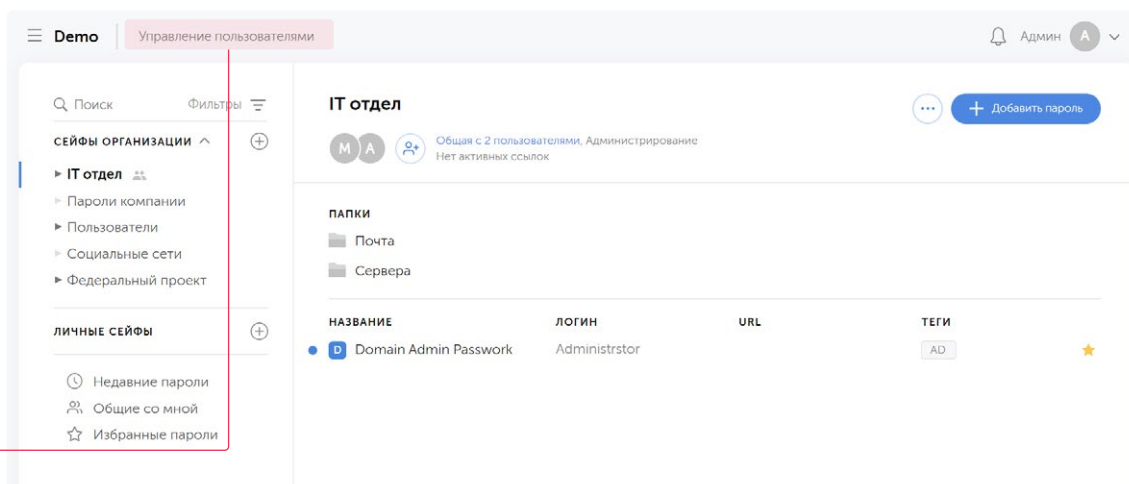 Demo
Управление пользователями
Админ
A
Поиск
Фильтры
СЕЙФЫ ОРГАНИЗАЦИИ
IT отдел
Пароли компании
Пользователи
Социальные сети
Федеральный проект
ЛИЧНЫЕ СЕЙФЫ
Недавние пароли
Общие со мной
Избранные пароли
IT отдел
Добавить пароль
M A
Общая с 2 пользователями, Администрирование
Нет активных ссылок
ПАПКИ
Почта
Сервера
НАЗВАНИЕ ЛОГИН URL ТЕГИ
D Domain Admin Passwork Administrstor AD